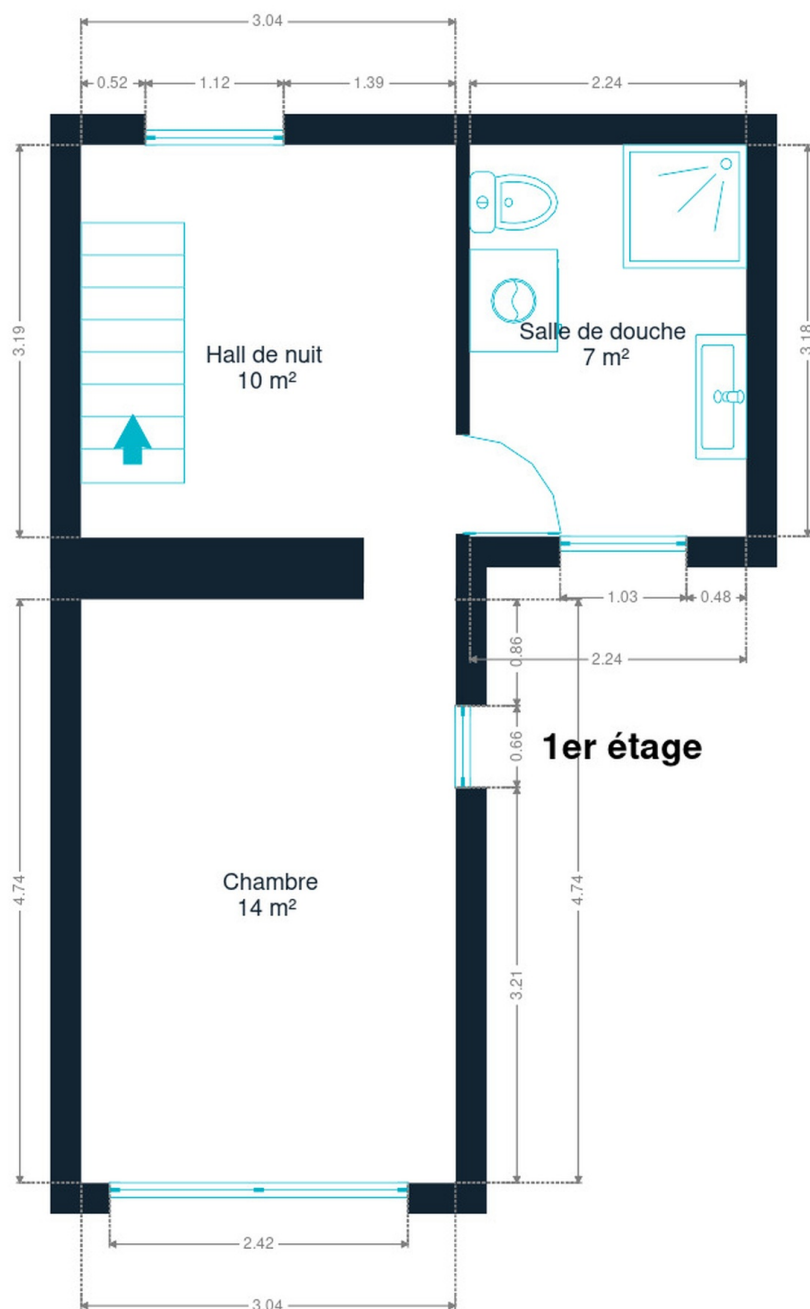 3.04
0.52
1.12
1.39
2.24
3.19
3.18
Hall de nuit
10 m²
Salle de douche
7 m²
1.03
0.48
2.24
0.86
0.66
1er étage
4.74
4.74
Chambre
14 m²
3.21
2.42
3.04